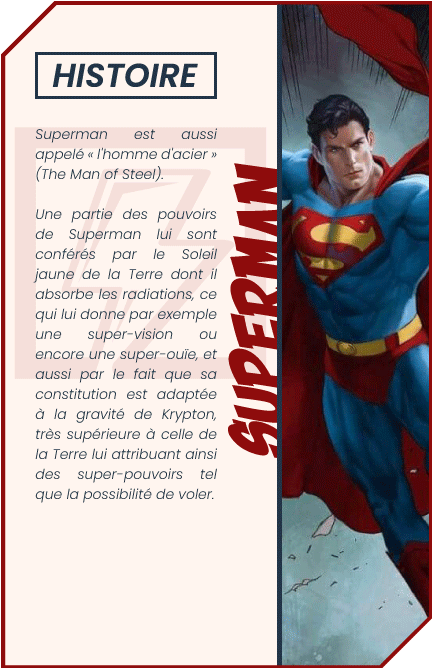 HISTOIRE
Superman est aussi
appelé « l'homme d'acier »
(The Man of Steel).
Une partie des pouvoirs
de Superman lui sont
conférés par le Soleil
jaune de la Terre dont il
absorbe les radiations, ce
qui lui donne par exemple
une super-vision ou
encore une super-ouïe, et
aussi par le fait que sa
constitution est adaptée
à la gravité de Krypton,
très supérieure à celle de
la Terre lui attribuant ainsi
des super-pouvoirs tel
que la possibilité de voler.
SUPERMAN
S